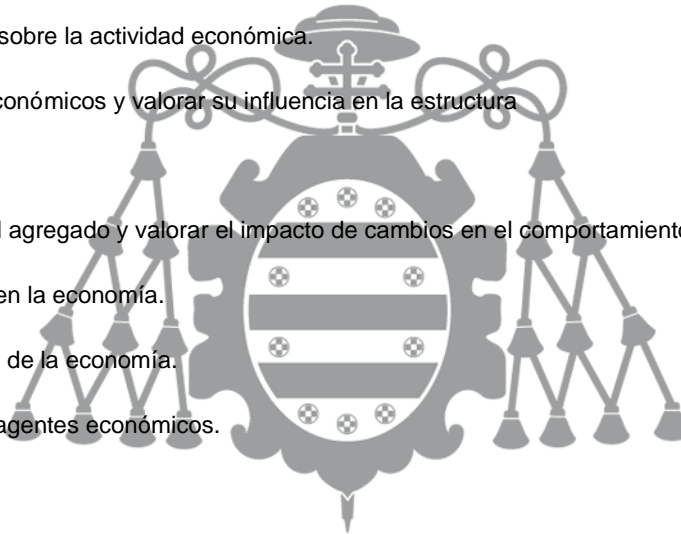 sobre la actividad económica.
conómicos y valorar su influencia en la estructura
l agregado y valorar el impacto de cambios en el comportamiento
en la economía.
de la economía.
agentes económicos.